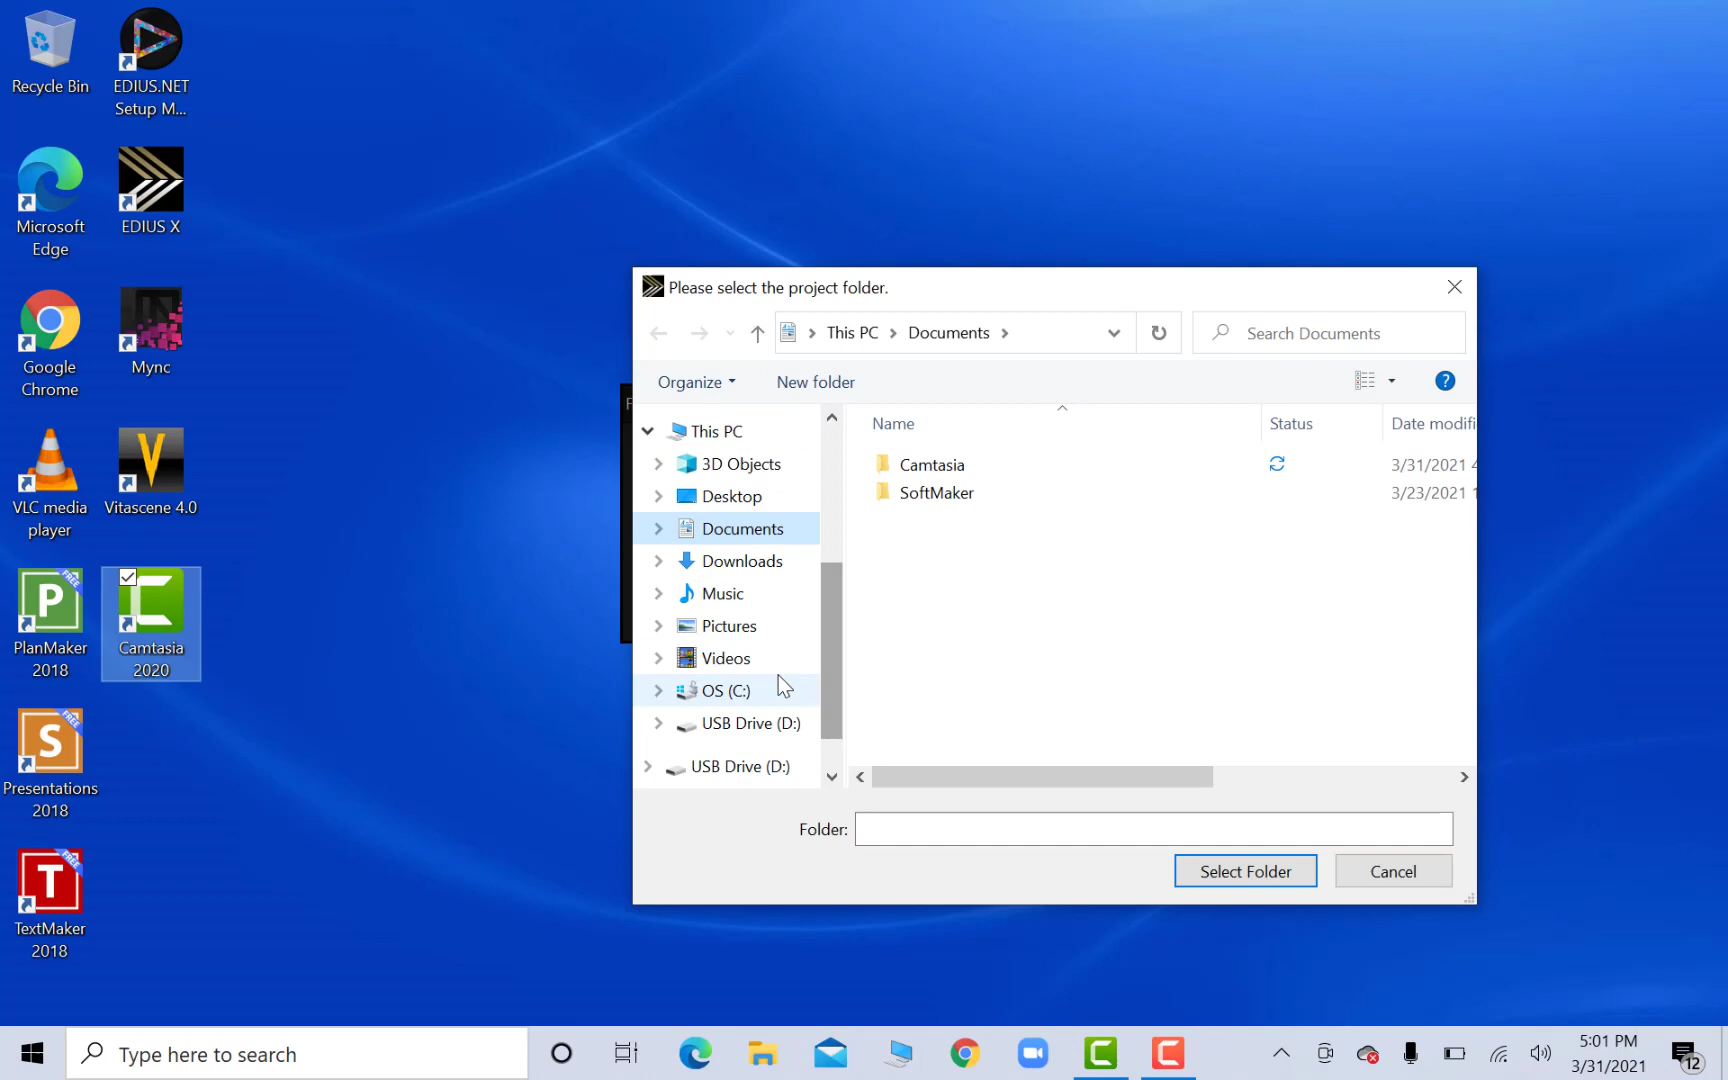 Recycle Bin
EDIUS.NET
Setup M...
Microsoft
Edge
EDIUS X
Google
Chrome
Mync
VLC media
player
Vitascene 4.0
PlanMaker
2018
Camtasia
2020
Presentations
2018
TextMaker
2018
Please select the project folder.
This PC
Documents
Search Documents
Organize
New folder
This PC
3D Objects
Desktop
Documents
Downloads
Music
Pictures
Videos
OS (C:)
USB Drive (D:)
USB Drive (D:)
Name
Status
Date modifi
Camtasia
3/31/2021 4
SoftMaker
3/23/2021 1
Folder:
Select Folder
Cancel
Type here to search
5:01 PM
3/31/2021
12